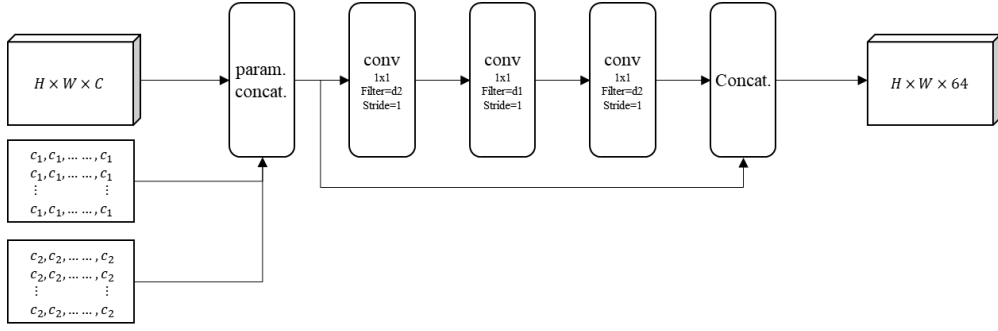 H × W × C
c₁, c₁, … … , c₁
c₁, c₁, … … , c₁
⋮ ⋮
c₁, c₁, … … , c₁
c₂, c₂, … … , c₂
c₂, c₂, … … , c₂
⋮ ⋮
c₂, c₂, … … , c₂
param.
concat.
conv
1x1
Filter=d2
Stride=1
conv
1x1
Filter=d1
Stride=1
conv
1x1
Filter=d2
Stride=1
Concat.
H × W × 64